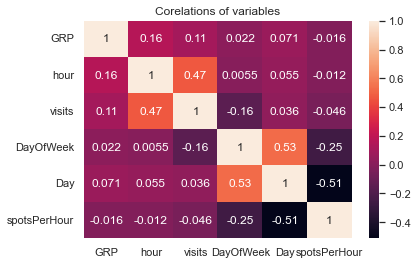 Corelations of variables
GRP 1 0.16 0.11 0.022 0.071 -0.016
hour 0.16 1 0.47 0.0055 0.055 -0.012
visits 0.11 0.47 1 -0.16 0.036 -0.046
DayOfWeek 0.022 0.0055 -0.16 1 0.53 -0.25
Day 0.071 0.055 0.036 0.53 1 -0.51
spotsPerHour -0.016 -0.012 -0.046 -0.25 -0.51 1
GRP hour visits DayOfWeek Day spotsPerHour
1.0
0.8
0.6
0.4
0.2
0.0
−0.2
−0.4